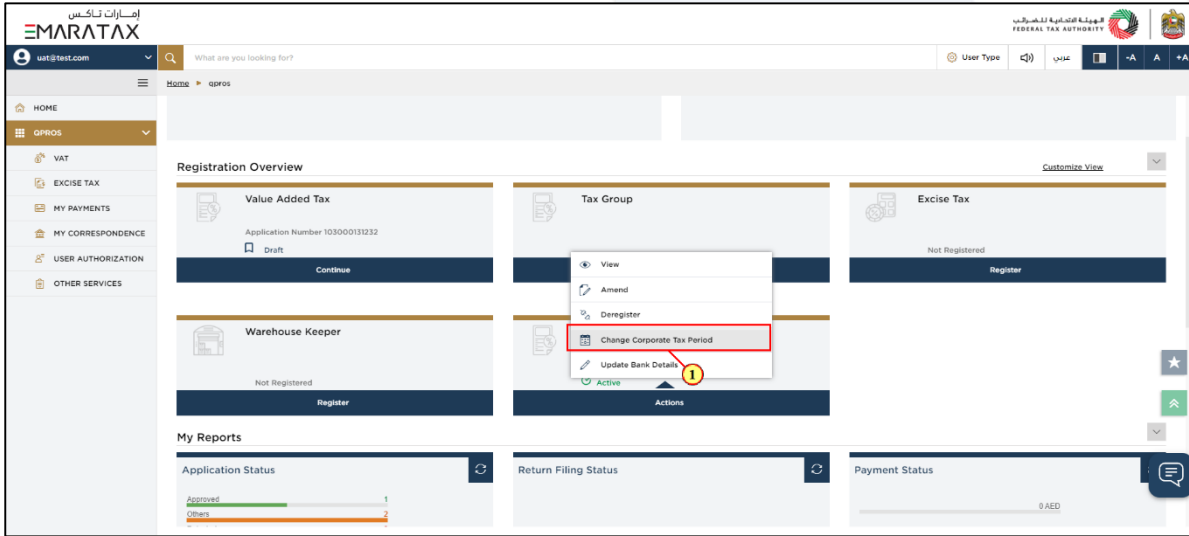 إمـــارات تـاكــس
EMARATAX
الهيئة الاتحادية للضرائب
FEDERAL TAX AUTHORITY
uat@test.com
What are you looking for?
User Type
عربي
-A
A
+A
Home
qpros
HOME
QPROS
VAT
EXCISE TAX
MY PAYMENTS
MY CORRESPONDENCE
USER AUTHORIZATION
OTHER SERVICES
Registration Overview
Customize View
Value Added Tax
Application Number 103000131232
Draft
Continue
Tax Group
Excise Tax
Not Registered
Register
View
Amend
Deregister
Change Corporate Tax Period
Update Bank Details
1
Warehouse Keeper
Not Registered
Register
Active
Actions
My Reports
Application Status
Approved
1
Others
2
Return Filing Status
Payment Status
0 AED